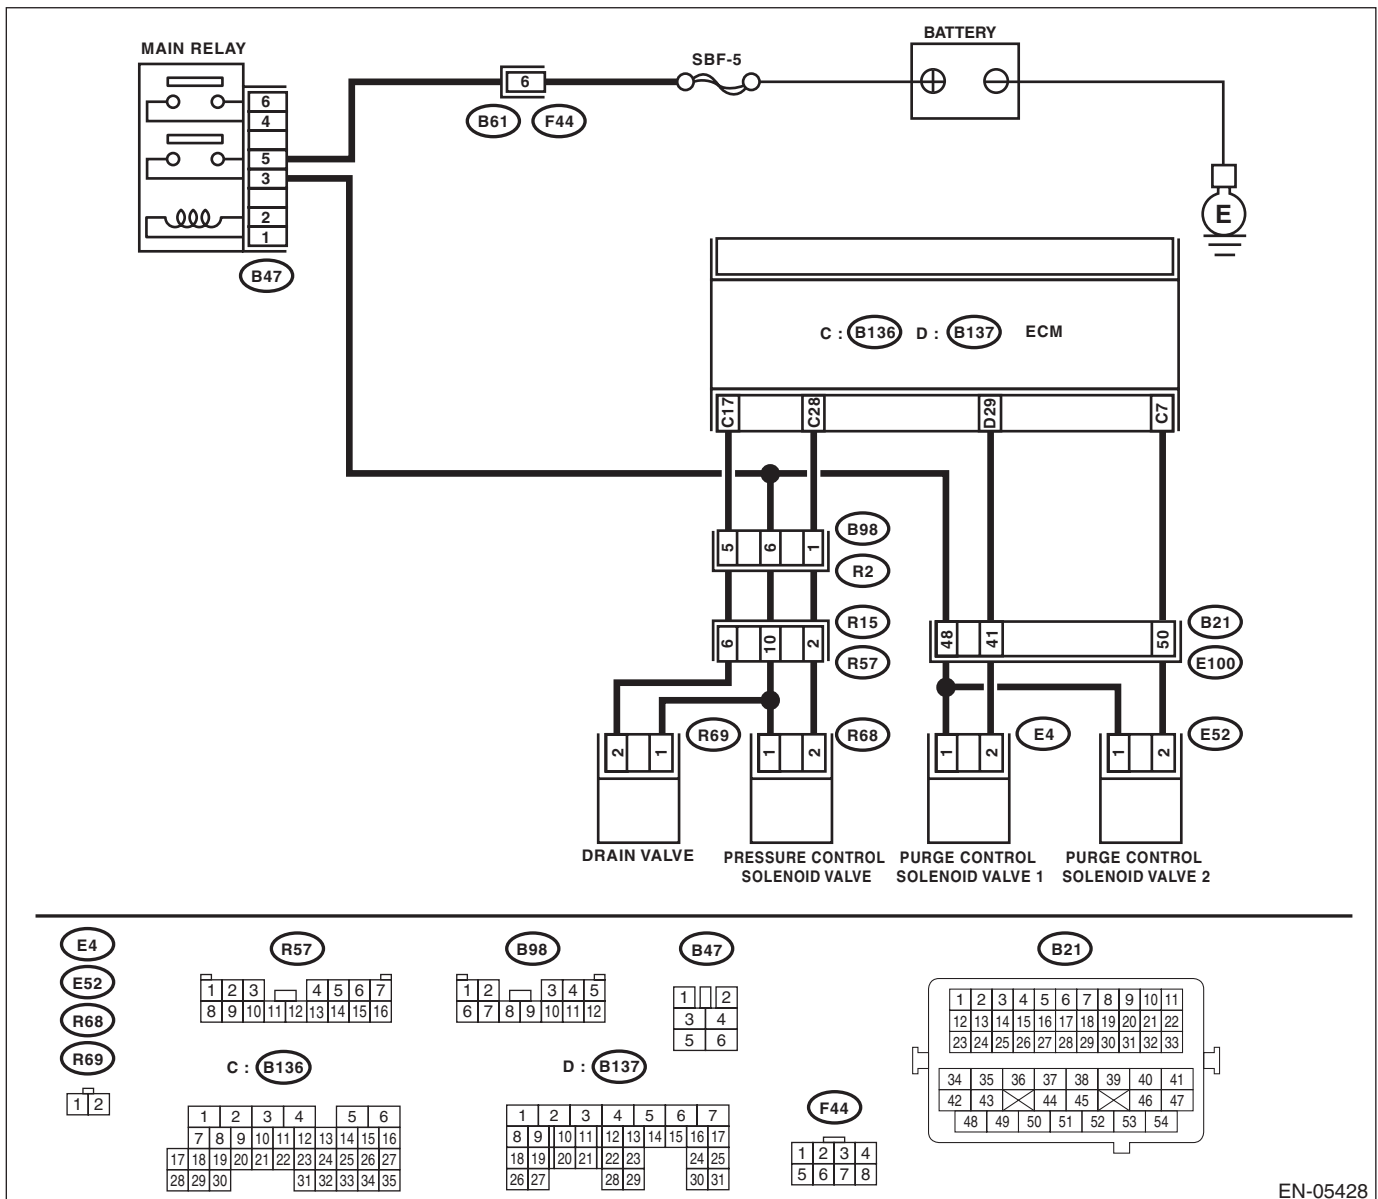 BATTERY
MAIN RELAY
SBF-5
6
B61 F44
6
4
5
3
2
1
B47
E
C : B136 D : B137 ECM
C17 C28 D29 C7
5 6 1
B98
R2
6 10 2
R15
R57
48 41 50
B21
E100
2 1
R69
1 2
R68
1 2
E4
1 2
E52
DRAIN VALVE
PRESSURE CONTROL
SOLENOID VALVE
PURGE CONTROL
SOLENOID VALVE 1
PURGE CONTROL
SOLENOID VALVE 2
E4
E52
R68
R69
1 2
R57
1 2 3 4 5 6 7
8 9 10 11 12 13 14 15 16
B98
1 2 3 4 5
6 7 8 9 10 11 12
B47
1 2
3 4
5 6
B21
1 2 3 4 5 6 7 8 9 10 11
12 13 14 15 16 17 18 19 20 21 22
23 24 25 26 27 28 29 30 31 32 33
34 35 36 37 38 39 40 41
42 43 44 45 46 47
48 49 50 51 52 53 54
C : B136
1 2 3 4 5 6
7 8 9 10 11 12 13 14 15 16
17 18 19 20 21 22 23 24 25 26 27
28 29 30 31 32 33 34 35
D : B137
1 2 3 4 5 6 7
8 9 10 11 12 13 14 15 16 17
18 19 20 21 22 23 24 25
26 27 28 29 30 31
F44
1 2 3 4
5 6 7 8
EN-05428